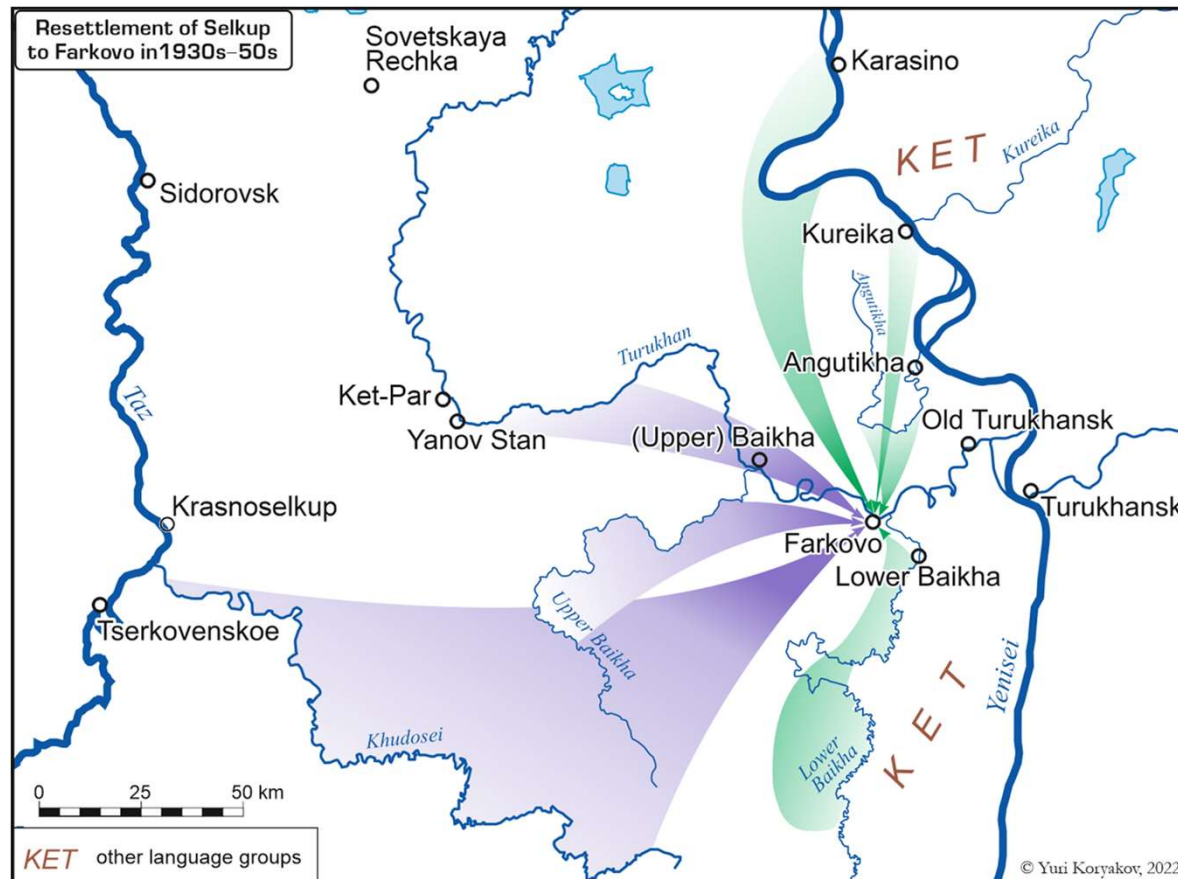 Resettlement of Selkup
to Farkovo in1930s–50s
Sovetskaya
Rechka
Karasino
KET
Kureika
Sidorovsk
Kureika
Angutikha
Turukhan
Angutikha
Taz
Ket-Par
Yanov Stan
(Upper) Baikha
Old Turukhansk
Krasnoselkup
Turukhansk
Farkovo
Lower Baikha
Tserkovenskoe
Upper
Baikha
KET
Yenisei
Khudosei
Lower
Baikha
0 25 50 km
KET other language groups
© Yuri Koryakov, 2022